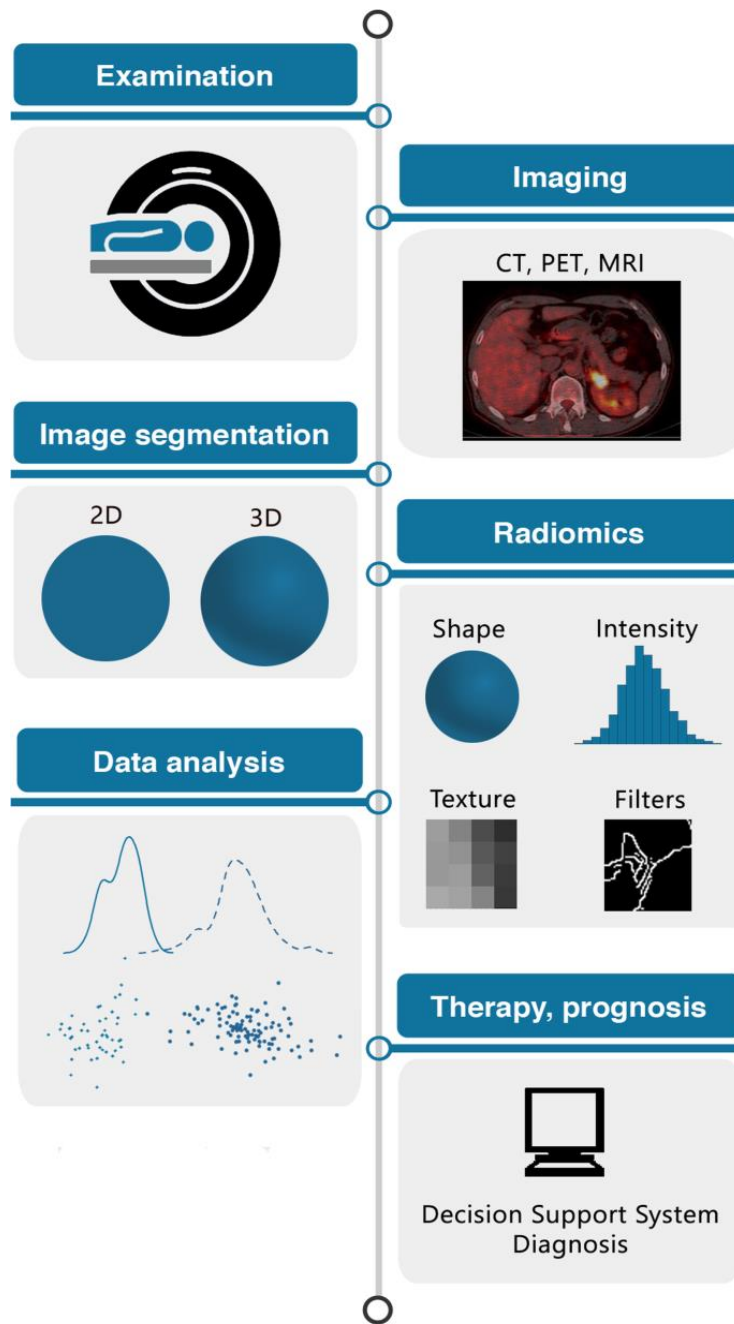 Examination
Imaging
CT, PET, MRI
Image segmentation
2D 3D
Radiomics
Shape Intensity
Texture Filters
Data analysis
Therapy, prognosis
Decision Support System
Diagnosis